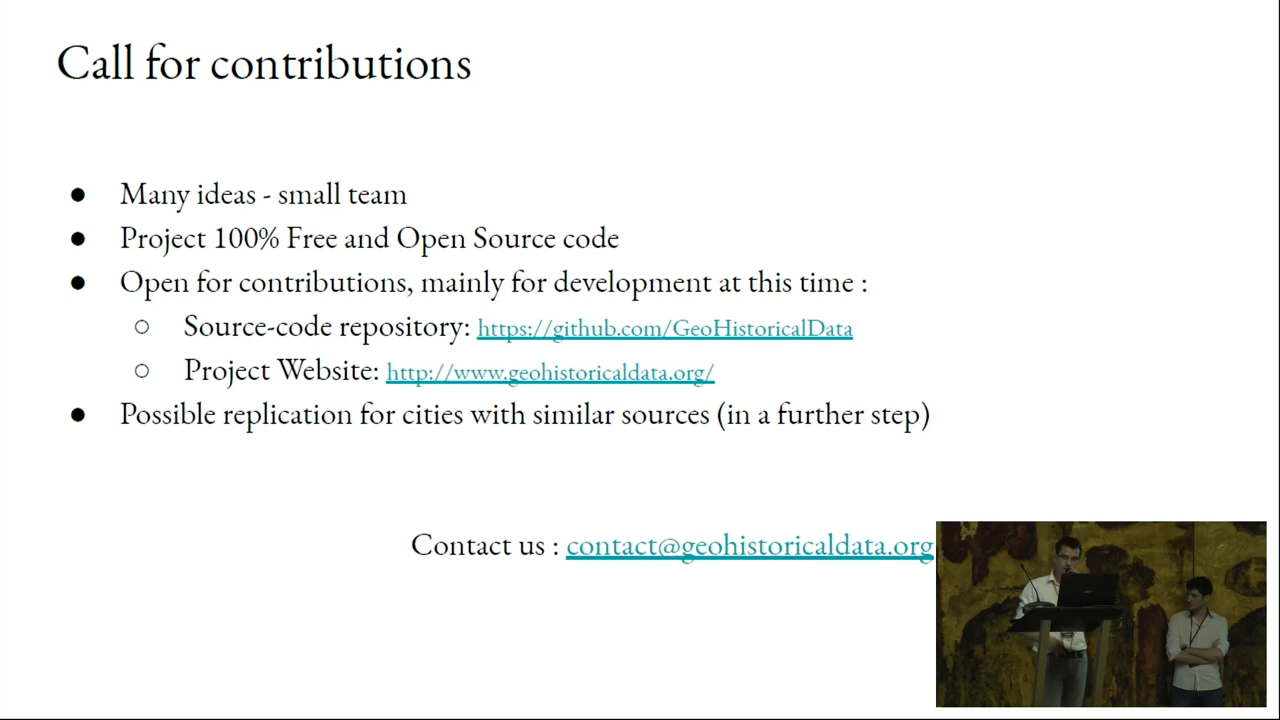 Call for contributions
● Many ideas - small team
● Project 100% Free and Open Source code
● Open for contributions, mainly for development at this time :
○ Source-code repository: https://github.com/GeoHistoricalData
○ Project Website: http://www.geohistoricaldata.org/
● Possible replication for cities with similar sources (in a further step)
Contact us : contact@geohistoricaldata.org